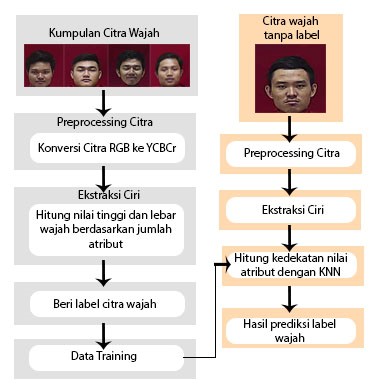 Kumpulan Citra Wajah
Preprocessing Citra
Konversi Citra RGB ke YCBCr
Ekstraksi Ciri
Hitung nilai tinggi dan lebar
wajah berdasarkan jumlah
atribut
Beri label citra wajah
Data Training
Citra wajah
tanpa label
Preprocessing Citra
Ekstraksi Ciri
Hitung kedekatan nilai
atribut dengan KNN
Hasil prediksi label
wajah